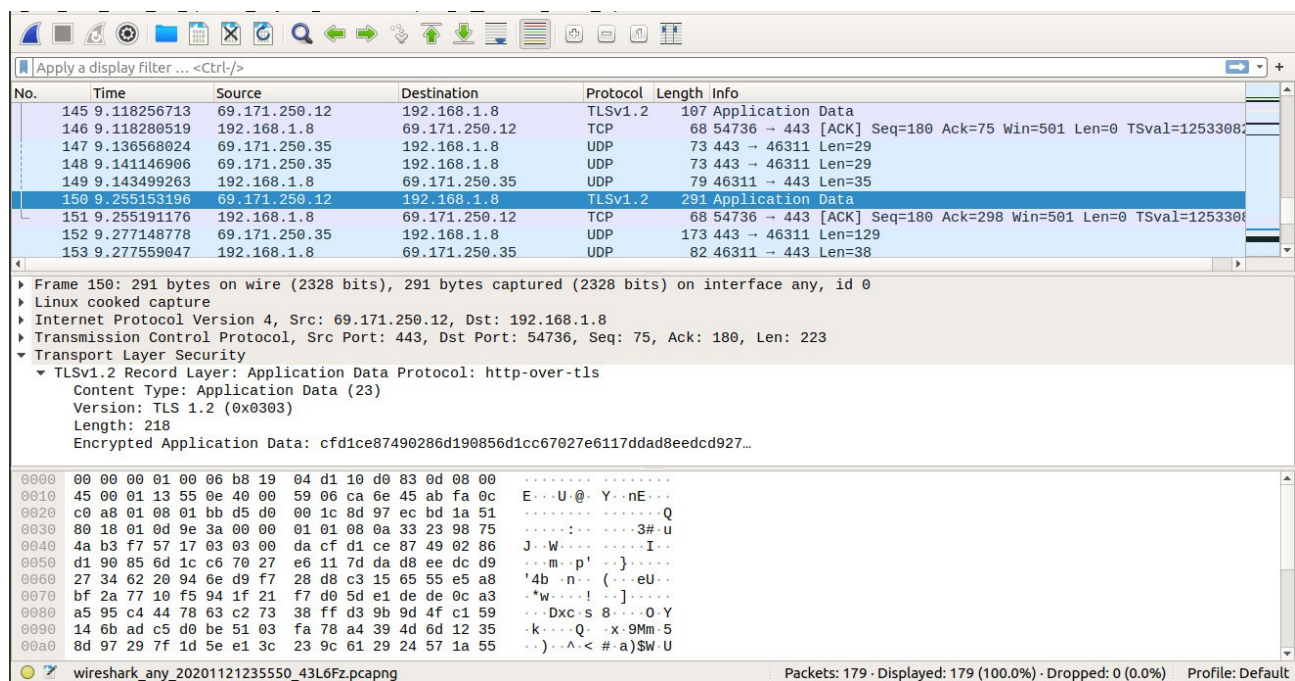 Apply a display filter ... <Ctrl-/>
No. Time Source Destination Protocol Length Info
145 9.118256713 69.171.250.12 192.168.1.8 TLSv1.2 107 Application Data
146 9.118280519 192.168.1.8 69.171.250.12 TCP 68 54736 → 443 [ACK] Seq=180 Ack=75 Win=501 Len=0 TSval=12533082
147 9.136568024 69.171.250.35 192.168.1.8 UDP 73 443 → 46311 Len=29
148 9.141146906 69.171.250.35 192.168.1.8 UDP 73 443 → 46311 Len=29
149 9.143499263 192.168.1.8 69.171.250.35 UDP 79 46311 → 443 Len=35
150 9.255153196 69.171.250.12 192.168.1.8 TLSv1.2 291 Application Data
151 9.255191176 192.168.1.8 69.171.250.12 TCP 68 54736 → 443 [ACK] Seq=180 Ack=298 Win=501 Len=0 TSval=1253308
152 9.277148778 69.171.250.35 192.168.1.8 UDP 173 443 → 46311 Len=129
153 9.277559047 192.168.1.8 69.171.250.35 UDP 82 46311 → 443 Len=38
Frame 150: 291 bytes on wire (2328 bits), 291 bytes captured (2328 bits) on interface any, id 0
Linux cooked capture
Internet Protocol Version 4, Src: 69.171.250.12, Dst: 192.168.1.8
Transmission Control Protocol, Src Port: 443, Dst Port: 54736, Seq: 75, Ack: 180, Len: 223
Transport Layer Security
TLSv1.2 Record Layer: Application Data Protocol: http-over-tls
Content Type: Application Data (23)
Version: TLS 1.2 (0x0303)
Length: 218
Encrypted Application Data: cfd1ce87490286d190856d1cc67027e6117ddad8eedcd927…
0000 00 00 00 01 00 06 b8 19 04 d1 10 d0 83 0d 08 00 ········ ········
0010 45 00 01 13 55 0e 40 00 59 06 ca 6e 45 ab fa 0c E···U·@· Y··nE···
0020 c0 a8 01 08 01 bb d5 d0 00 1c 8d 97 ec bd 1a 51 ········ ·······Q
0030 80 18 01 0d 9e 3a 00 00 01 01 08 0a 33 23 98 75 ·····:·· ····3#·u
0040 4a b3 f7 57 17 03 03 00 da cf d1 ce 87 49 02 86 J··W···· ·····I··
0050 d1 90 85 6d 1c c6 70 27 e6 11 7d da d8 ee dc d9 ···m··p' ··}·····
0060 27 34 62 20 94 6e d9 f7 28 d8 c3 15 65 55 e5 a8 '4b ·n·· (···eU··
0070 bf 2a 77 10 f5 94 1f 21 f7 d0 5d e1 de de 0c a3 ·*w····! ··]·····
0080 a5 95 c4 44 78 63 c2 73 38 ff d3 9b 9d 4f c1 59 ···Dxc·s 8····O·Y
0090 14 6b ad c5 d0 be 51 03 fa 78 a4 39 4d 6d 12 35 ·k····Q· ·x·9Mm·5
00a0 8d 97 29 7f 1d 5e e1 3c 23 9c 61 29 24 57 1a 55 ··)··^·< #·a)$W·U
wireshark_any_20201121235550_43L6Fz.pcapng Packets: 179 · Displayed: 179 (100.0%) · Dropped: 0 (0.0%) Profile: Default